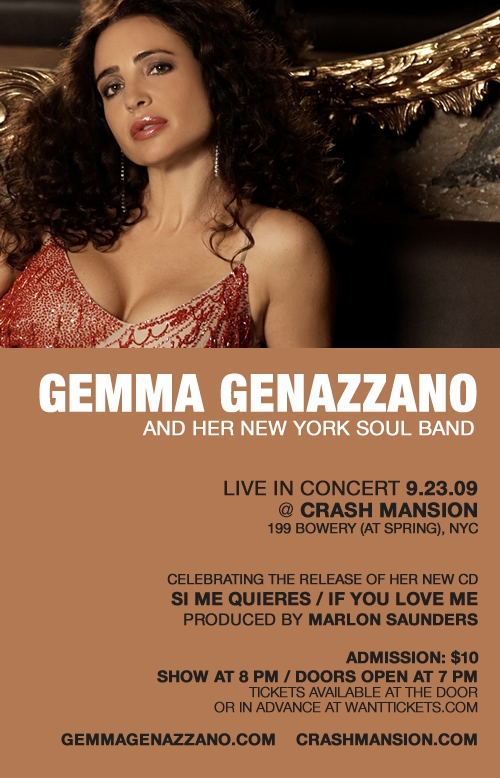 GEMMA GENAZZANO
AND HER NEW YORK SOUL BAND
LIVE IN CONCERT 9.23.09
@ CRASH MANSION
199 BOWERY (AT SPRING), NYC
CELEBRATING THE RELEASE OF HER NEW CD
SI ME QUIERES / IF YOU LOVE ME
PRODUCED BY MARLON SAUNDERS
ADMISSION: $10
SHOW AT 8 PM / DOORS OPEN AT 7 PM
TICKETS AVAILABLE AT THE DOOR
OR IN ADVANCE AT WANTTICKETS.COM
GEMMAGENAZZANO.COM CRASHMANSION.COM